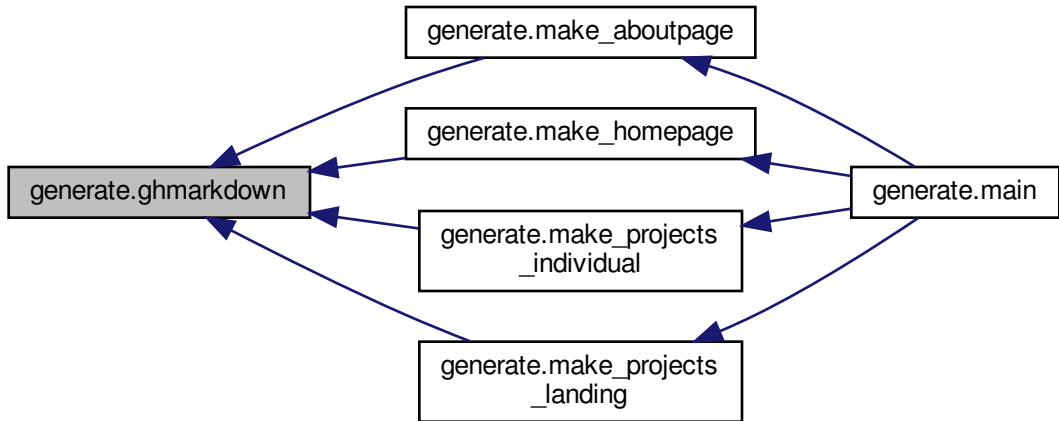 generate.make_aboutpage
generate.make_homepage
generate.ghmarkdown
generate.main
generate.make_projects
_individual
generate.make_projects
_landing